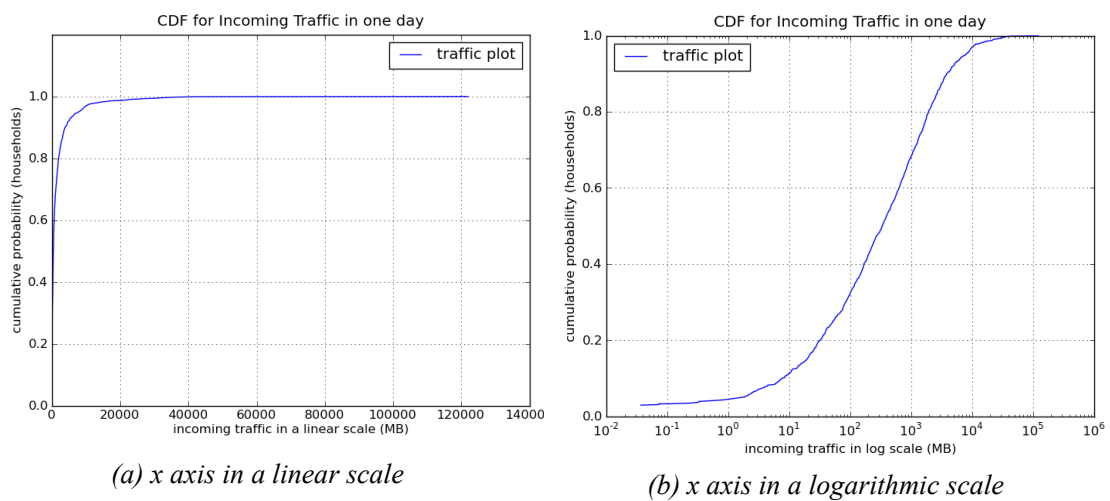 CDF for Incoming Traffic in one day
traffic plot
cumulative probability (households)
1.0
0.8
0.6
0.4
0.2
0.0
0 20000 40000 60000 80000 100000 120000 14000
incoming traffic in a linear scale (MB)
(a) x axis in a linear scale
CDF for Incoming Traffic in one day
traffic plot
cumulative probability (households)
1.0
0.8
0.6
0.4
0.2
0.0
10^-2 10^-1 10^0 10^1 10^2 10^3 10^4 10^5 10^6
incoming traffic in log scale (MB)
(b) x axis in a logarithmic scale